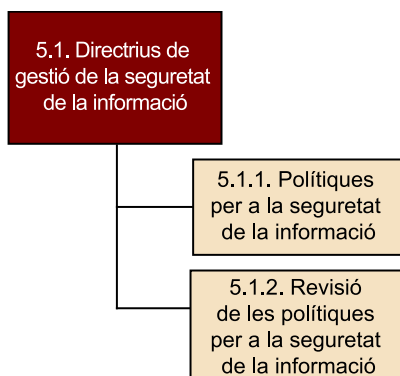 5.1. Directrius de
gestió de la seguretat
de la informació
5.1.1. Polítiques
per a la seguretat
de la informació
5.1.2. Revisió
de les polítiques
per a la seguretat
de la informació